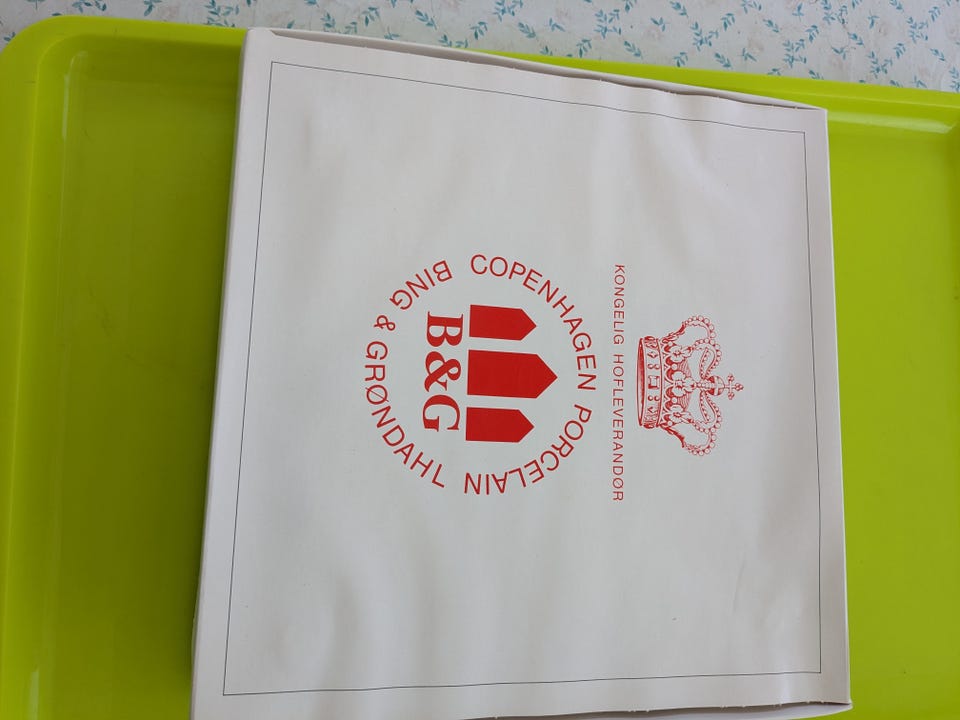 KONGELIG HOFLEVERANDØR
COPENHAGEN PORCELAIN
B&G
BING & GRØNDAHL